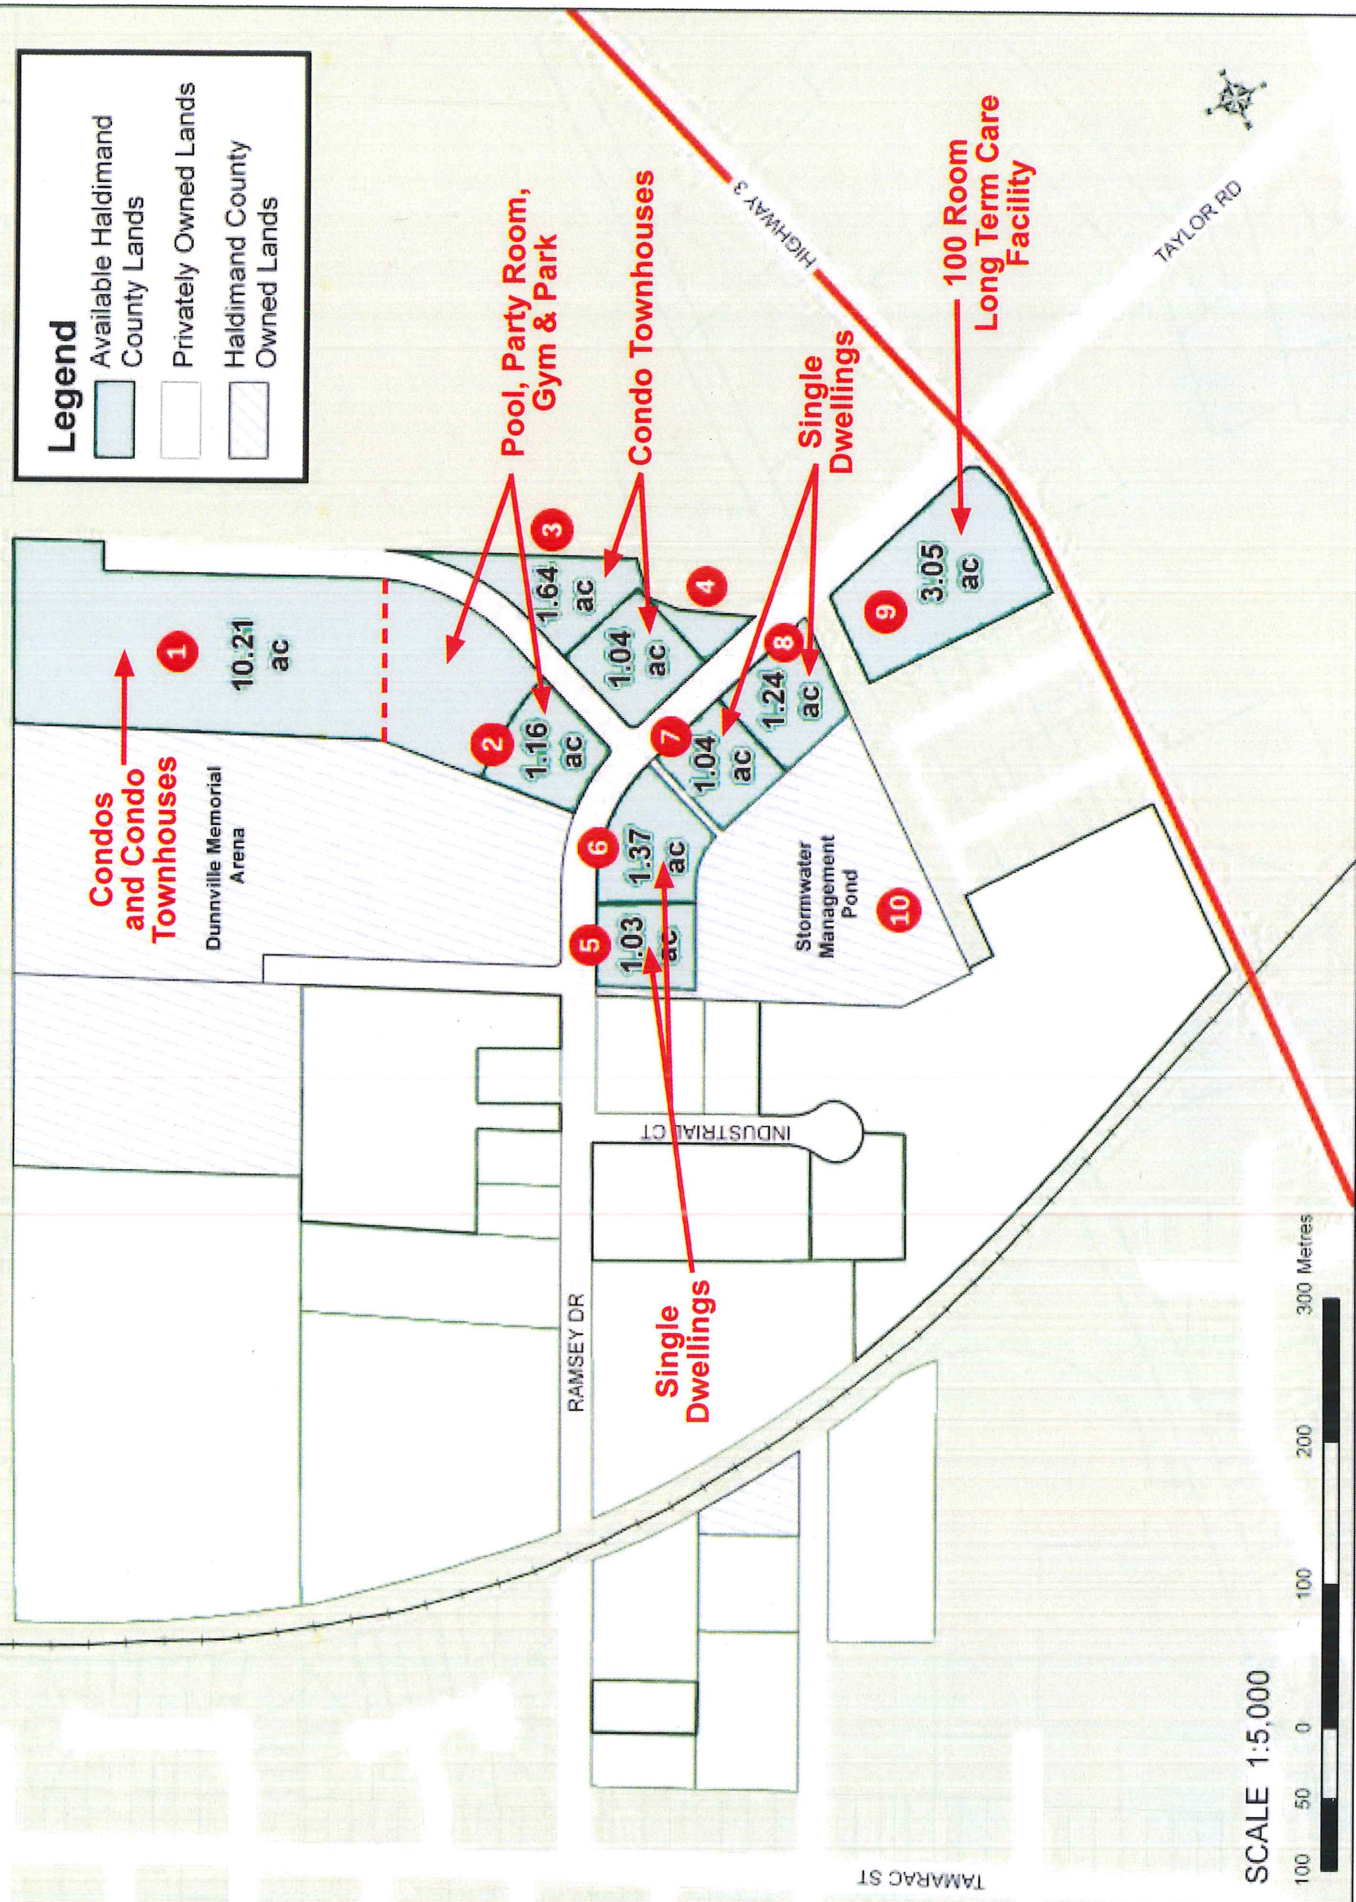 Legend
Available Haldimand
County Lands
Privately Owned Lands
Haldimand County
Owned Lands
Condos
and Condo
Townhouses
1
10.21
ac
Dunnville Memorial
Arena
Pool, Party Room,
Gym & Park
2
1.16
ac
3
1.64
ac
Condo Townhouses
1.04
ac
4
5
1.03
ac
6
1.37
ac
7
1.04
ac
8
1.24
ac
Single
Dwellings
9
3.05
ac
100 Room
Long Term Care
Facility
Stormwater
Management
Pond
10
Single
Dwellings
HIGHWAY 3
TAYLOR RD
INDUSTRIAL CT
RAMSEY DR
TAMARAC ST
SCALE 1:5,000
100 50 0 100 200 300 Metres